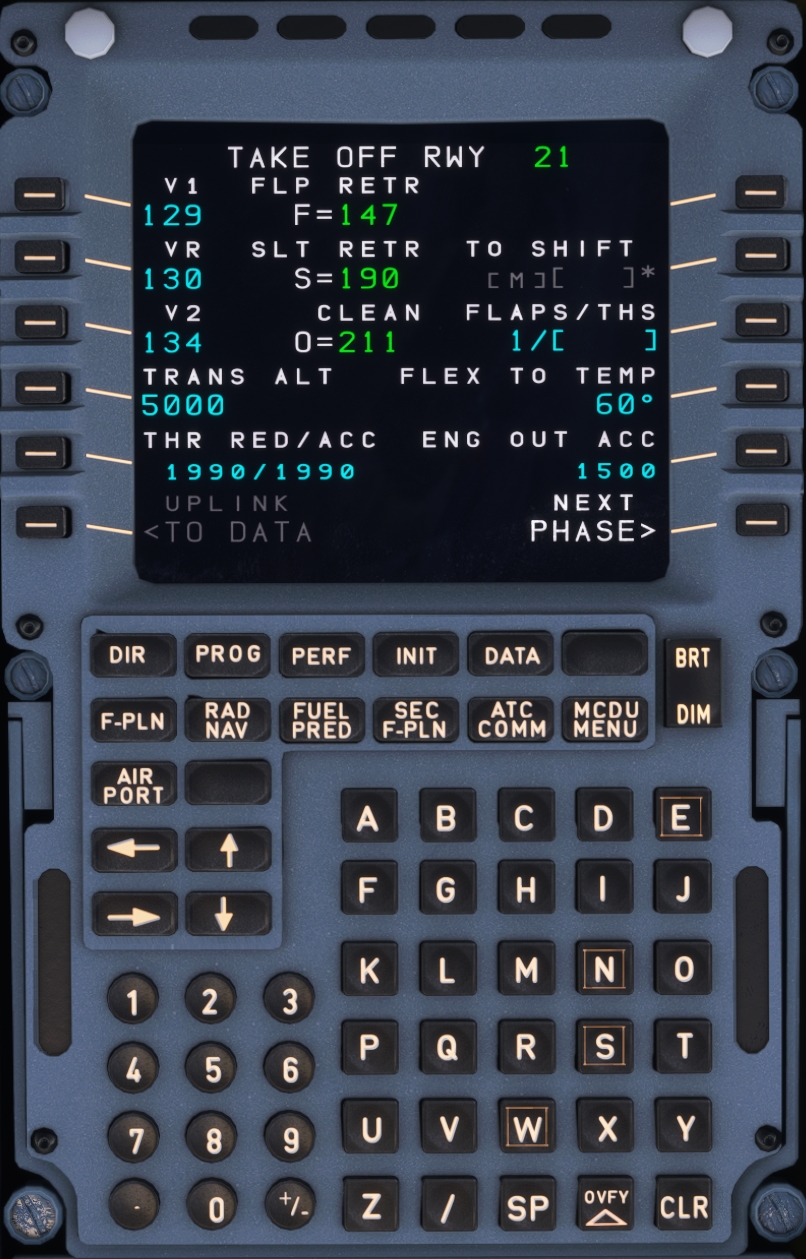 TAKE OFF RWY 21
V1 FLP RETR
129 F=147
VR SLT RETR TO SHIFT
130 S=190 [M][ ]*
V2 CLEAN FLAPS/THS
134 O=211 1/[ ]
TRANS ALT FLEX TO TEMP
5000 60°
THR RED/ACC ENG OUT ACC
1990/1990 1500
UPLINK NEXT
<TO DATA PHASE>
DIR PROG PERF INIT DATA BRT
F-PLN RAD NAV FUEL PRED SEC F-PLN ATC COMM MCDU MENU DIM
AIR PORT
← ↑
→ ↓
A B C D E
F G H I J
K L M N O
1 2 3
P Q R S T
4 5 6
U V W X Y
7 8 9
Z / SP OVFY △ CLR
. 0 +/-